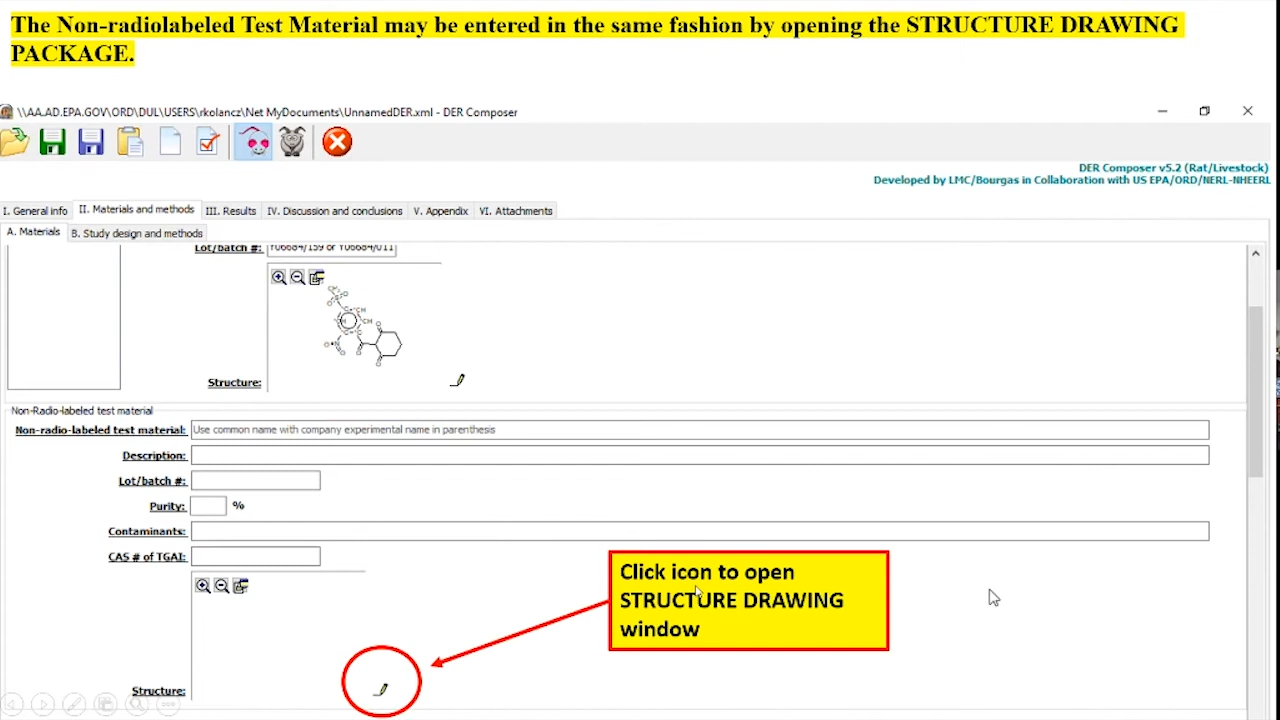 The Non-radiolabeled Test Material may be entered in the same fashion by opening the STRUCTURE DRAWING
PACKAGE.
\\AA.AD.EPA.GOV\ORD\DUL\USERS\rkolancz\Net MyDocuments\UnnamedDER.xml - DER Composer
DER Composer v5.2 (Rat/Livestock)
Developed by LMC/Bourgas in Collaboration with US EPA/ORD/NERL-NHEERL
I. General info II. Materials and methods III. Results IV. Discussion and conclusions V. Appendix VI. Attachments
A. Materials B. Study design and methods
Lot/batch #: Y06684/159 or Y06684/011
Structure:
Non-Radio-labeled test material
Non-radio-labeled test material: Use common name with company experimental name in parenthesis
Description:
Lot/batch #:
Purity: %
Contaminants:
CAS # of TGAI:
Click icon to open
STRUCTURE DRAWING
window
Structure: